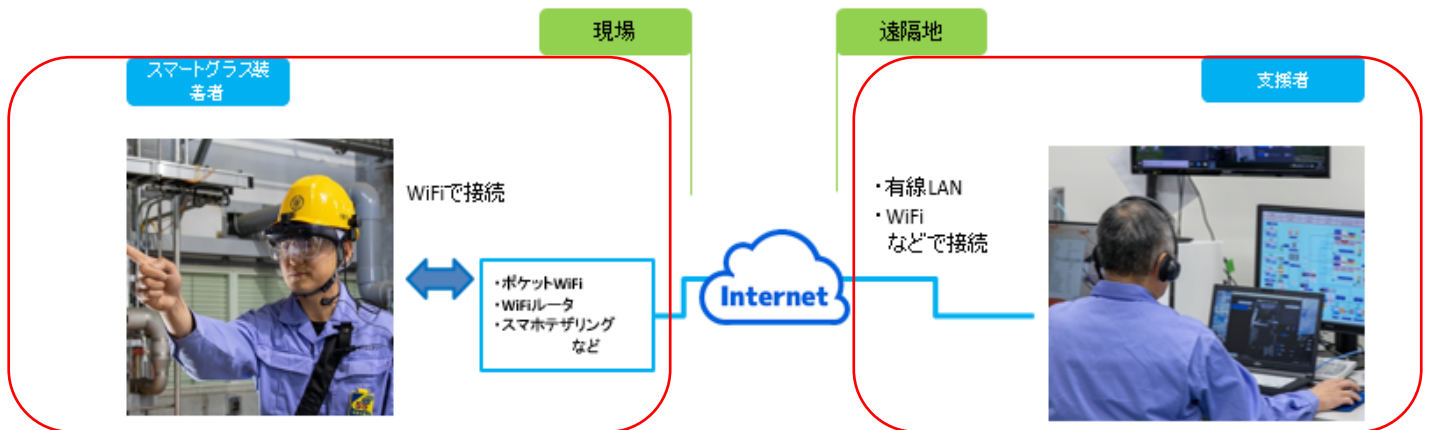 現場
遠隔地
スマートグラス装
着者
支援者
WiFiで接続
・ポケットWiFi
・WiFiルータ
・スマホテザリング
など
Internet
・有線LAN
・WiFi
などで接続